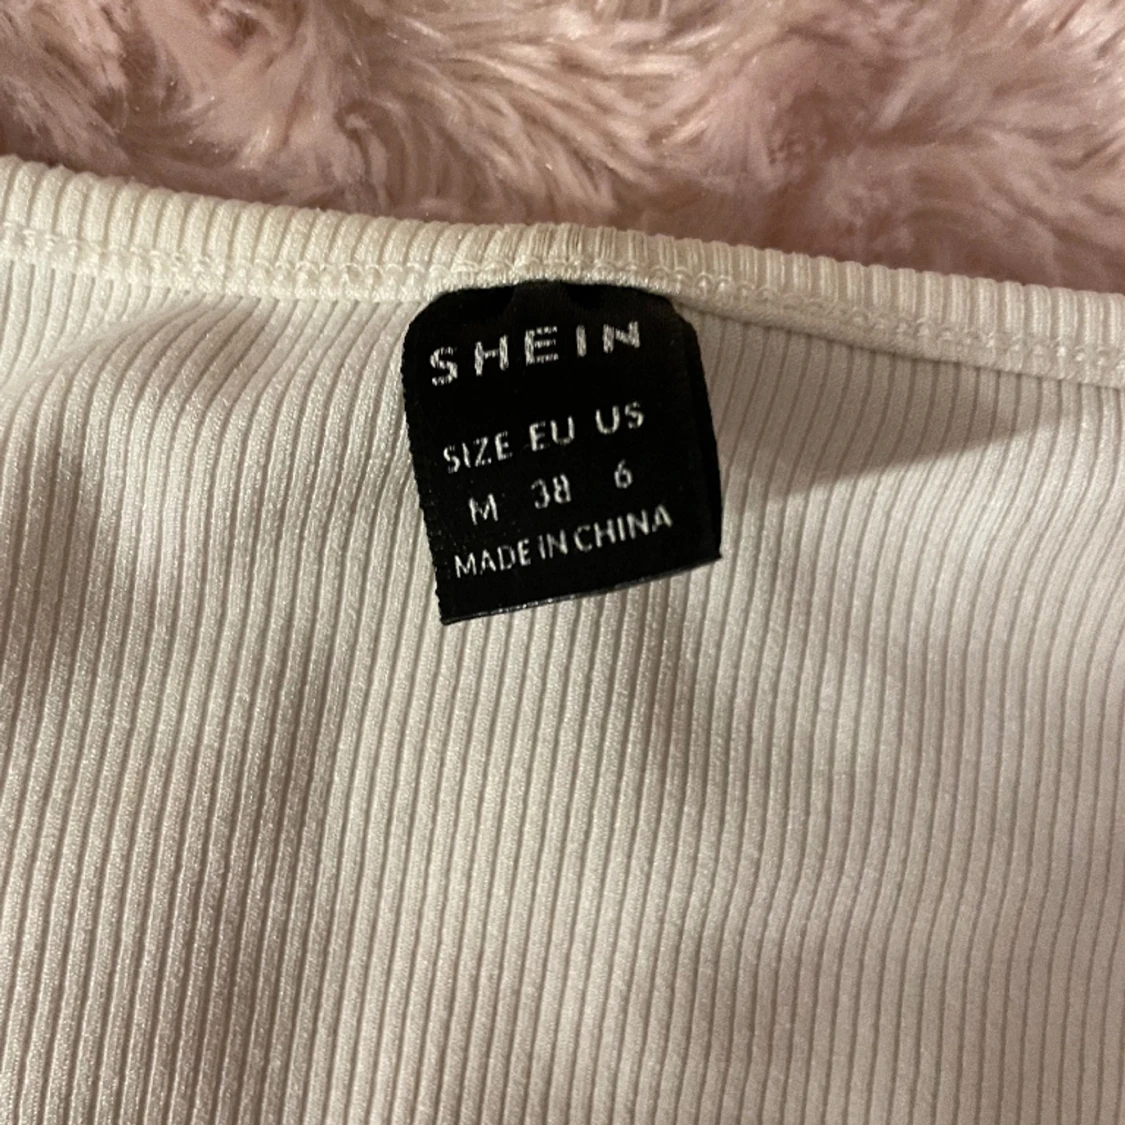 SHEIN
SIZE EU US
M 38 6
MADE IN CHINA